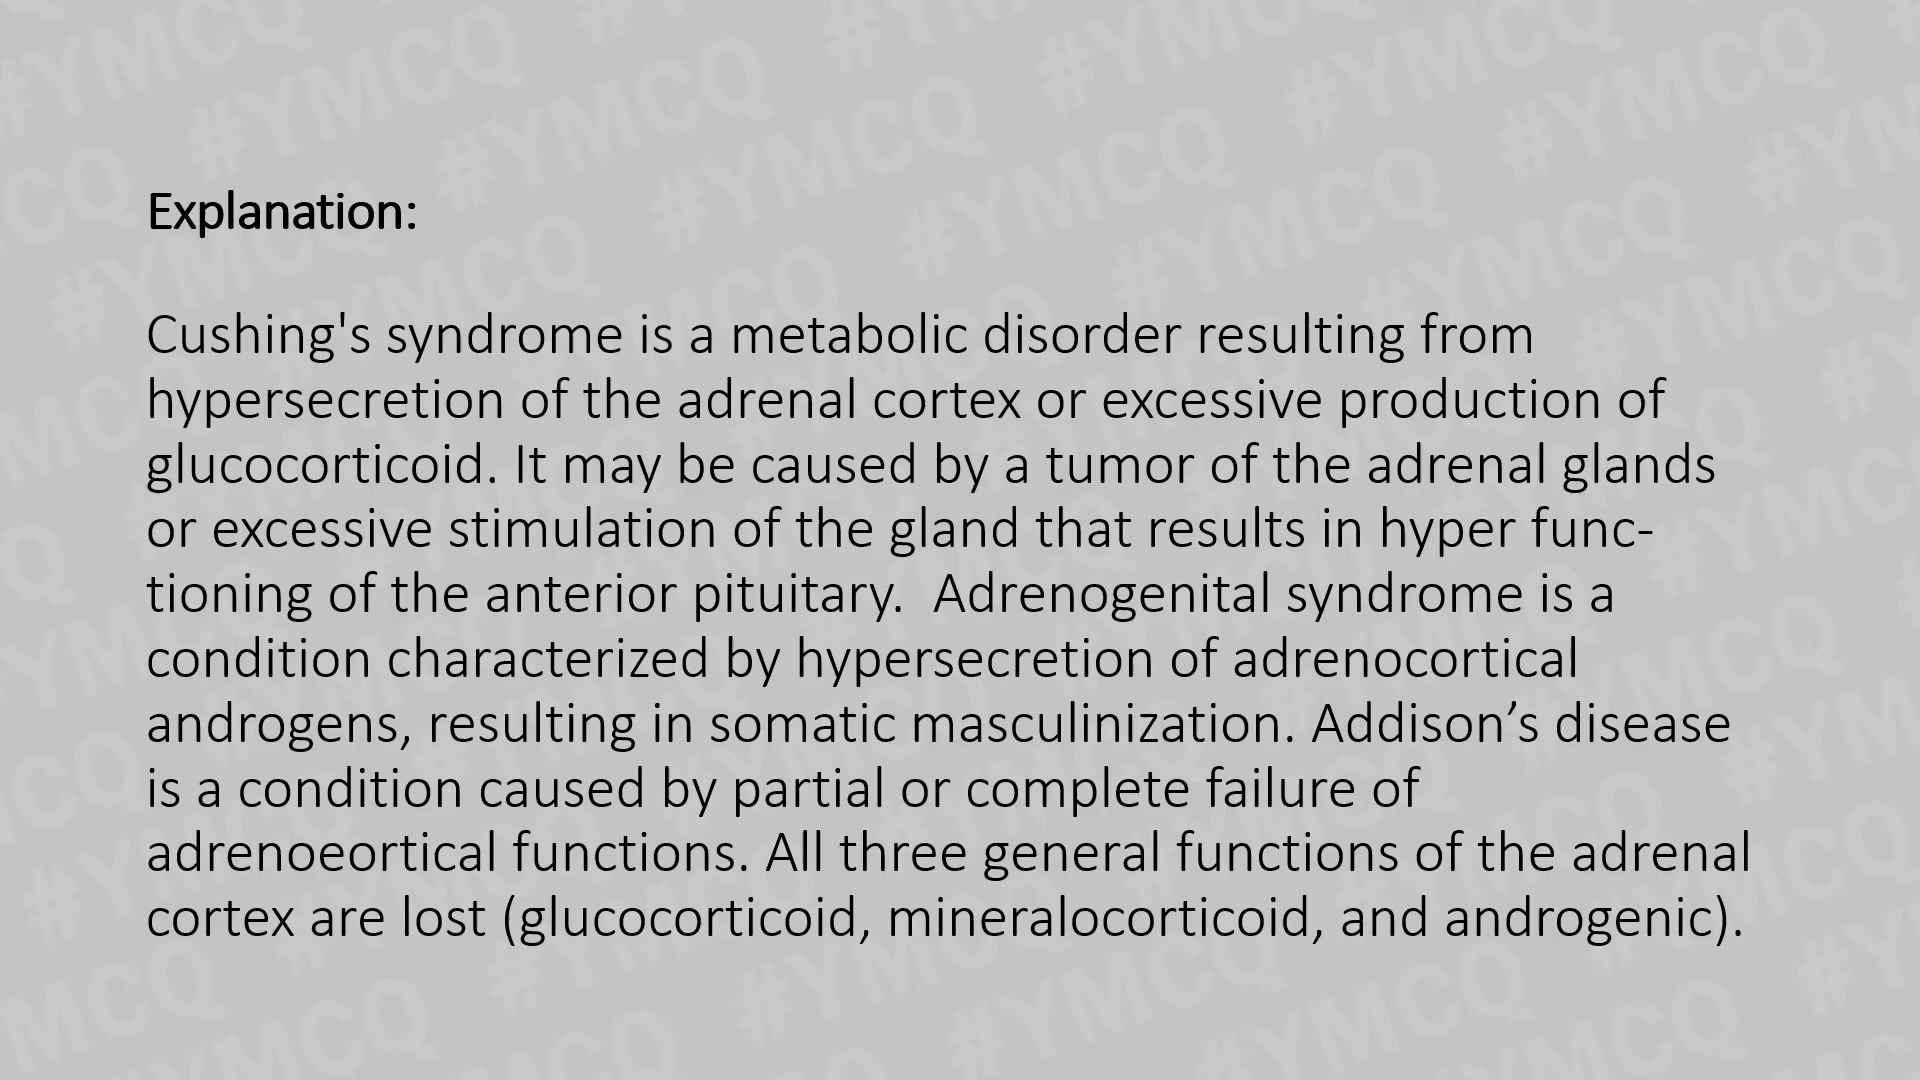 Explanation:
Cushing's syndrome is a metabolic disorder resulting from
hypersecretion of the adrenal cortex or excessive production of
glucocorticoid. It may be caused by a tumor of the adrenal glands
or excessive stimulation of the gland that results in hyper func-
tioning of the anterior pituitary.  Adrenogenital syndrome is a
condition characterized by hypersecretion of adrenocortical
androgens, resulting in somatic masculinization. Addison’s disease
is a condition caused by partial or complete failure of
adrenoeortical functions. All three general functions of the adrenal
cortex are lost (glucocorticoid, mineralocorticoid, and androgenic).
#YMCQ